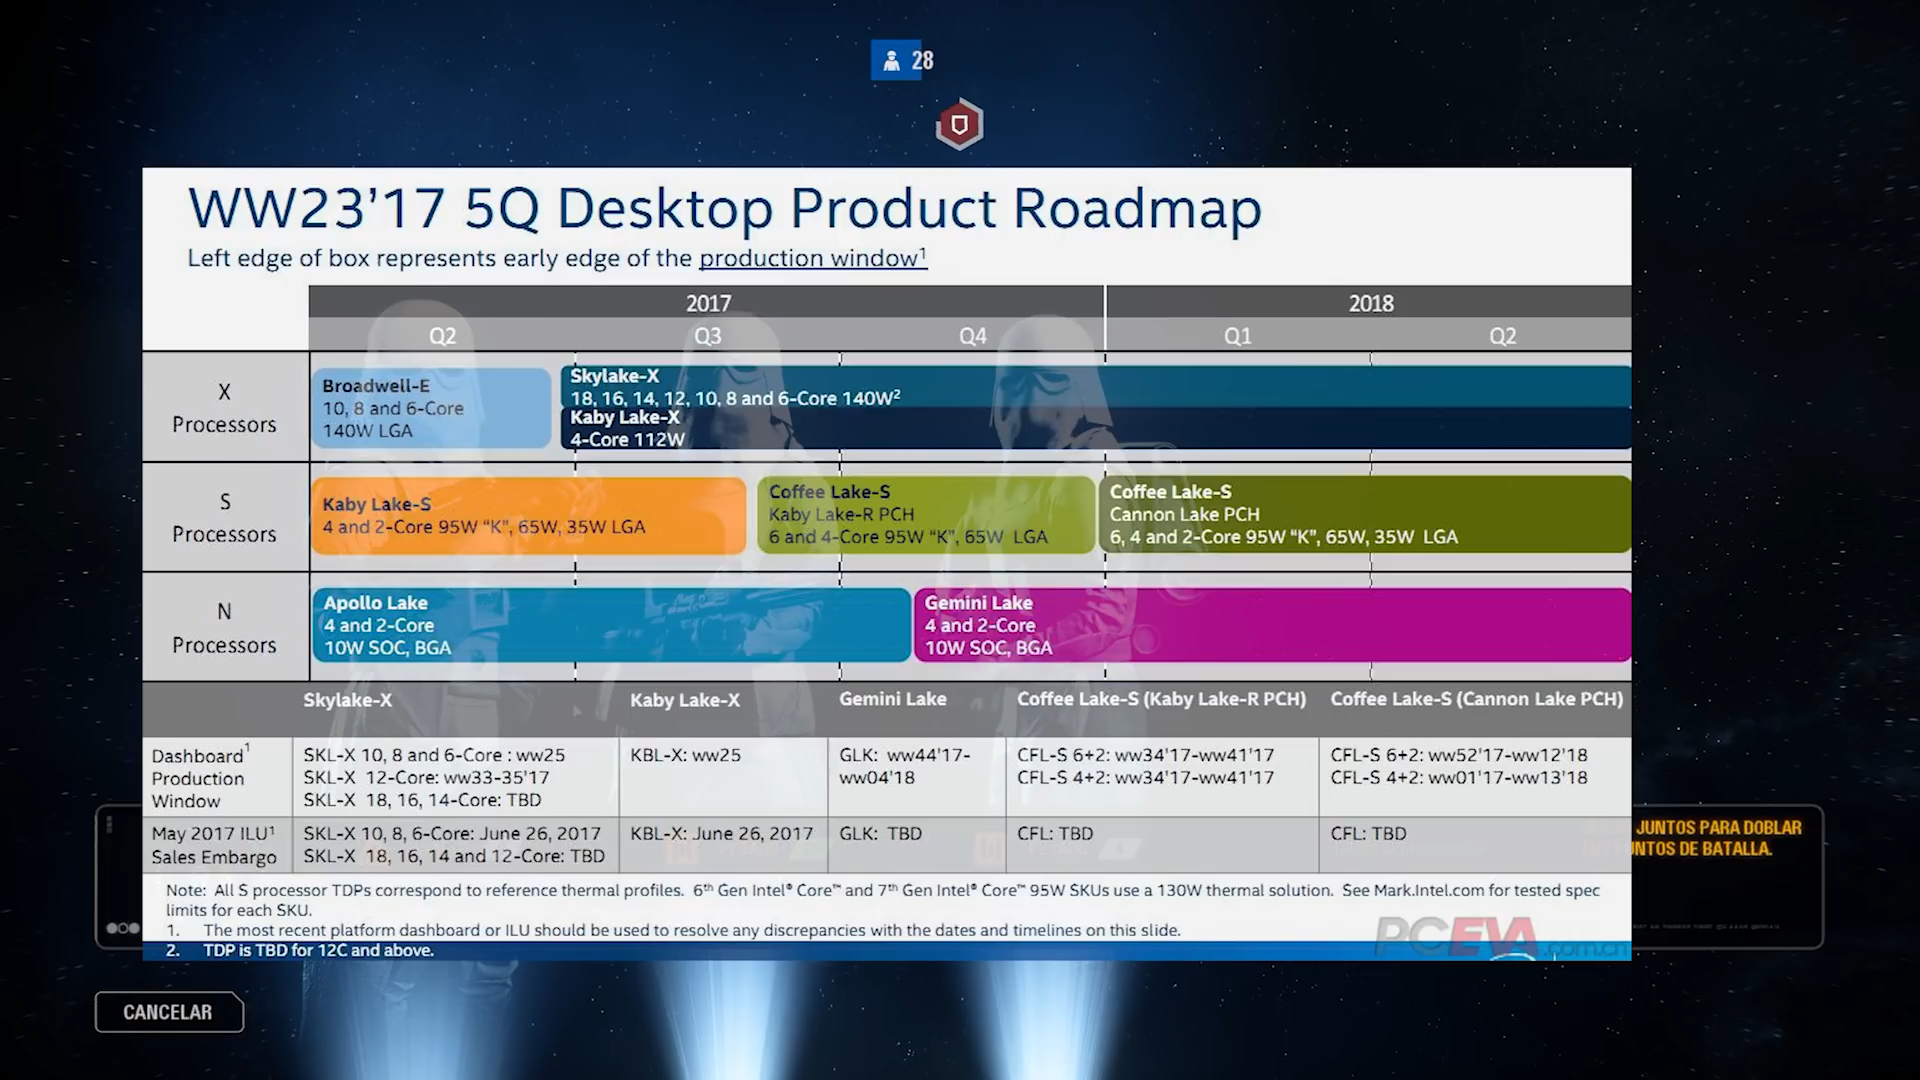 28
WW23'17 5Q Desktop Product Roadmap
Left edge of box represents early edge of the production window¹
2017
2018
Q2
Q3
Q4
Q1
Q2
X
Processors
Broadwell-E
10, 8 and 6-Core
140W LGA
Skylake-X
18, 16, 14, 12, 10, 8 and 6-Core 140W²
Kaby Lake-X
4-Core 112W
S
Processors
Kaby Lake-S
4 and 2-Core 95W “K”, 65W, 35W LGA
Coffee Lake-S
Kaby Lake-R PCH
6 and 4-Core 95W “K”, 65W LGA
Coffee Lake-S
Cannon Lake PCH
6, 4 and 2-Core 95W “K”, 65W, 35W LGA
N
Processors
Apollo Lake
4 and 2-Core
10W SOC, BGA
Gemini Lake
4 and 2-Core
10W SOC, BGA
Skylake-X
Kaby Lake-X
Gemini Lake
Coffee Lake-S (Kaby Lake-R PCH)
Coffee Lake-S (Cannon Lake PCH)
Dashboard¹
Production
Window
SKL-X 10, 8 and 6-Core : ww25
SKL-X 12-Core: ww33-35'17
SKL-X 18, 16, 14-Core: TBD
KBL-X: ww25
GLK: ww44'17-
ww04'18
CFL-S 6+2: ww34'17-ww41'17
CFL-S 4+2: ww34'17-ww41'17
CFL-S 6+2: ww52'17-ww12'18
CFL-S 4+2: ww01'17-ww13'18
May 2017 ILU¹
Sales Embargo
SKL-X 10, 8, 6-Core: June 26, 2017
SKL-X 18, 16, 14 and 12-Core: TBD
KBL-X: June 26, 2017
GLK: TBD
CFL: TBD
CFL: TBD
JUNTOS PARA DOBLAR
NTOS DE BATALLA.
Note: All S processor TDPs correspond to reference thermal profiles. 6th Gen Intel® Core™ and 7th Gen Intel® Core™ 95W SKUs use a 130W thermal solution. See Mark.Intel.com for tested spec
limits for each SKU.
1. The most recent platform dashboard or ILU should be used to resolve any discrepancies with the dates and timelines on this slide.
2. TDP is TBD for 12C and above.
PCEVA.com.cn
CANCELAR